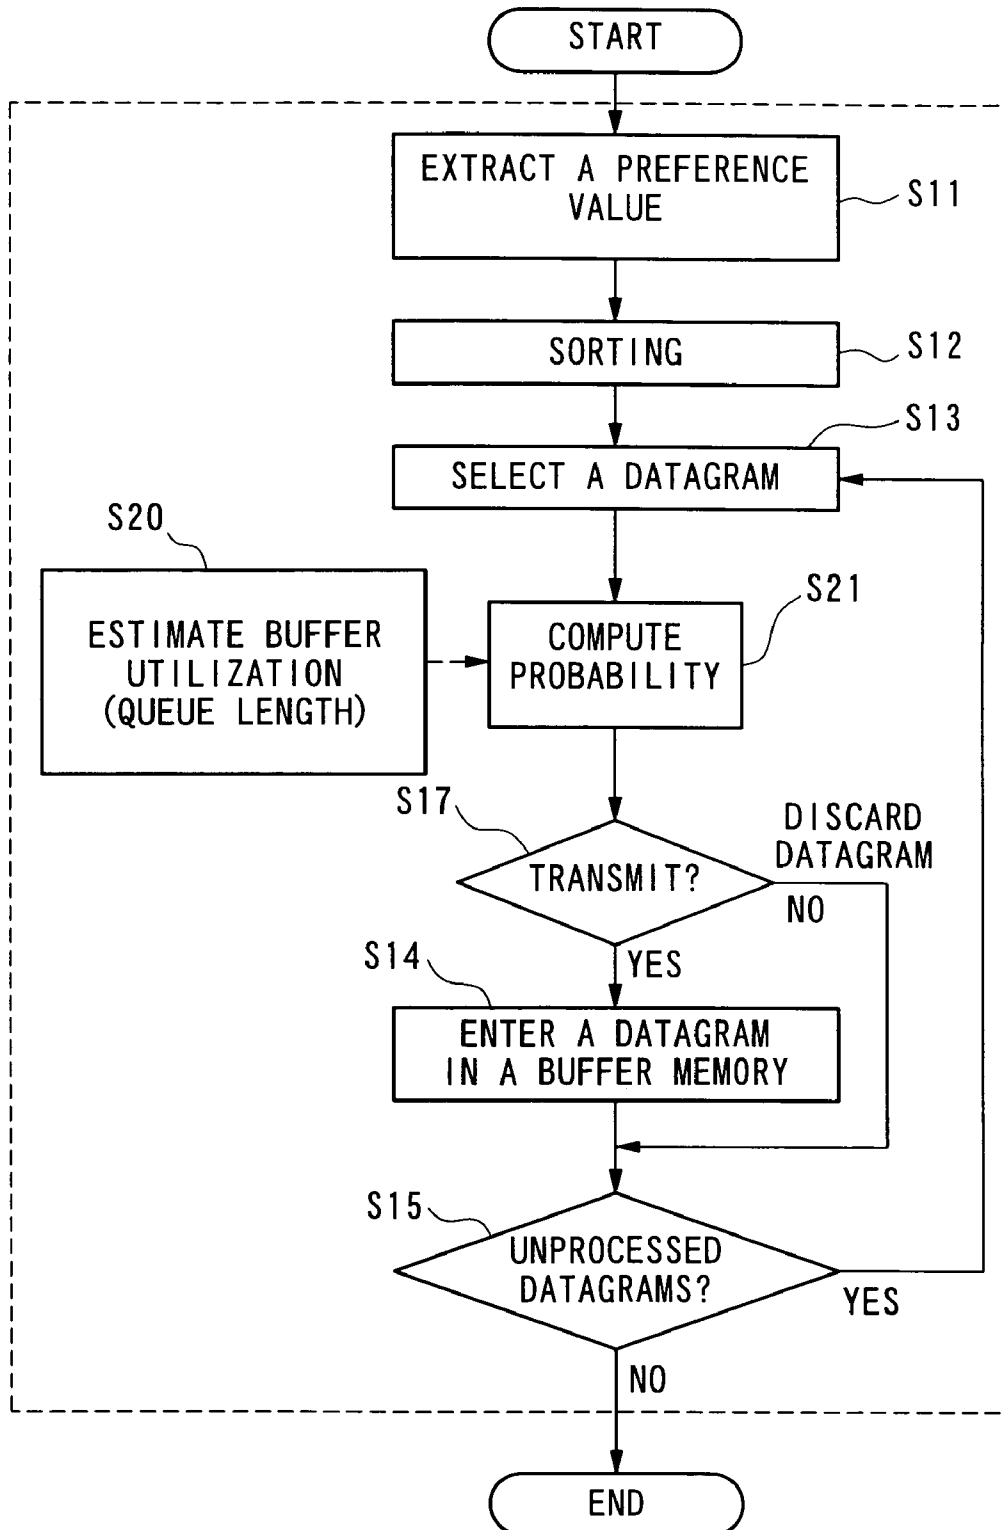 START
EXTRACT A PREFERENCE
VALUE
S11
SORTING
S12
S13
SELECT A DATAGRAM
S20
ESTIMATE BUFFER
UTILIZATION
(QUEUE LENGTH)
S21
COMPUTE
PROBABILITY
S17
TRANSMIT?
DISCARD
DATAGRAM
NO
YES
S14
ENTER A DATAGRAM
IN A BUFFER MEMORY
S15
UNPROCESSED
DATAGRAMS?
YES
NO
END